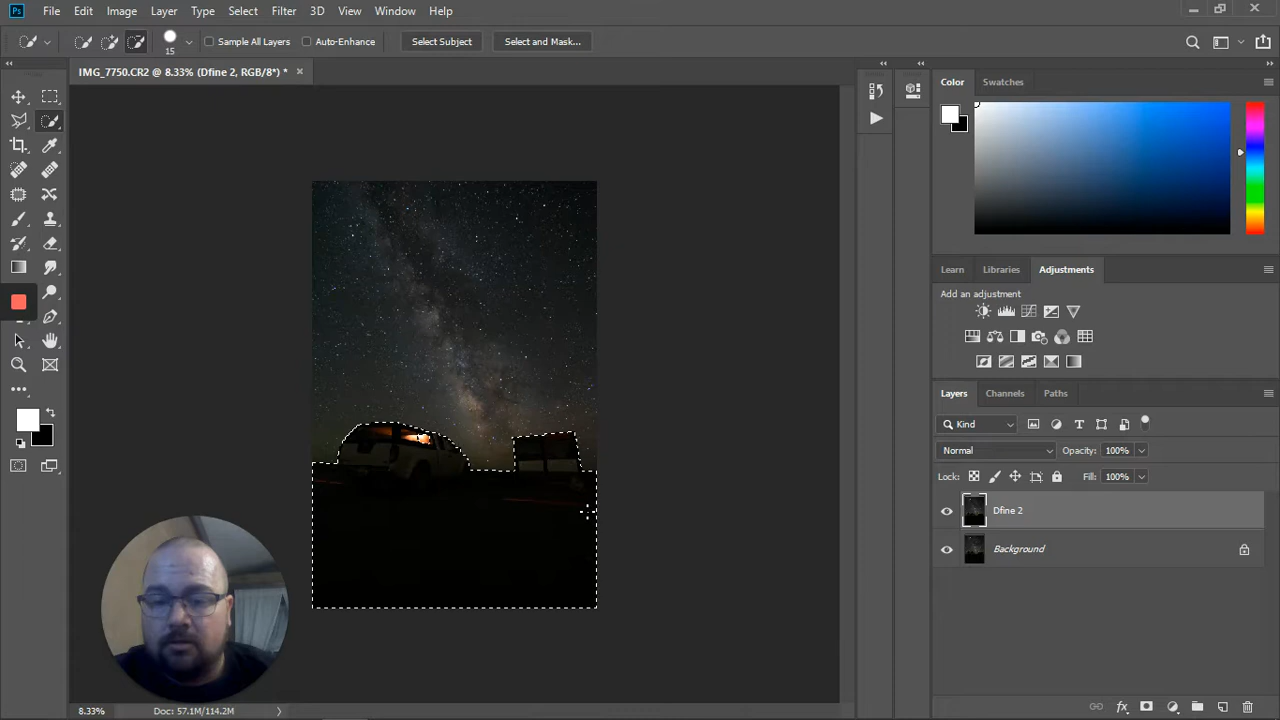 Ps File Edit Image Layer Type Select Filter 3D View Window Help
15 Sample All Layers Auto-Enhance Select Subject Select and Mask...
IMG_7750.CR2 @ 8.33% (Dfine 2, RGB/8*) *
Color Swatches
Learn Libraries Adjustments
Add an adjustment
Layers Channels Paths
Kind
Normal Opacity: 100%
Lock: Fill: 100%
Dfine 2
Background
8.33% Doc: 57.1M/114.2M